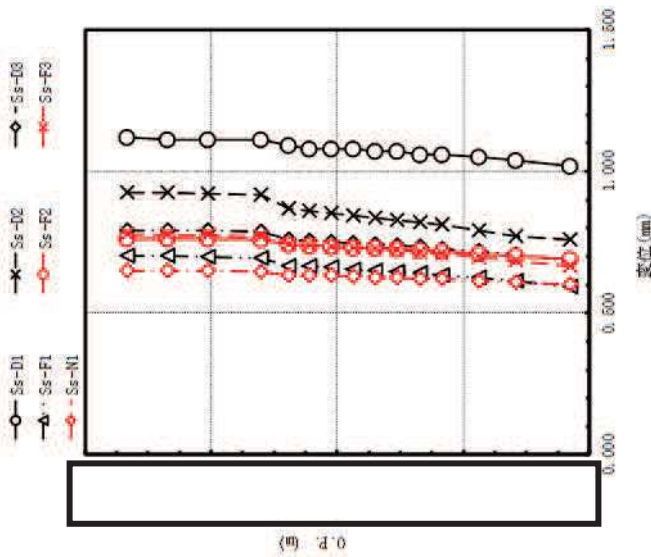 Ss-D1 Ss-D2 Ss-D3
Ss-F1 Ss-F2 Ss-F3
Ss-N1
0.000 0.500 1.000 1.500
変位(mm)
O.P. (m)